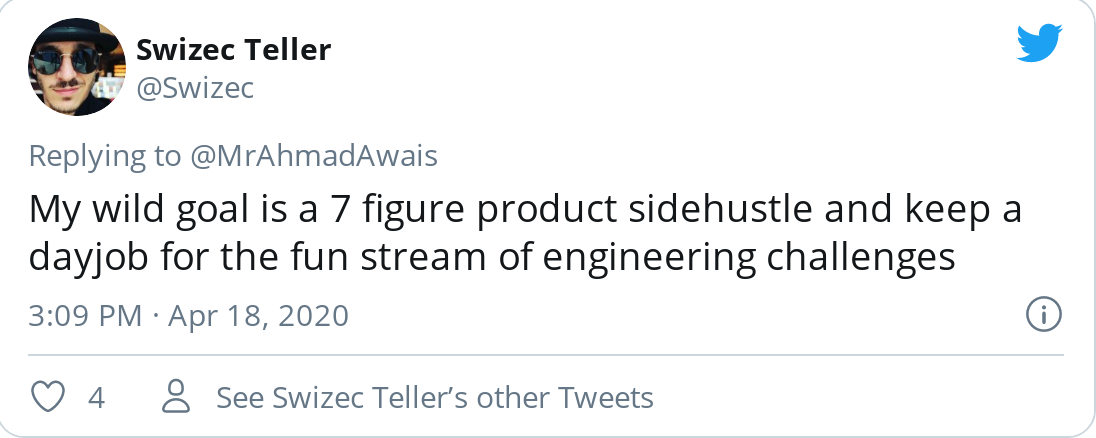 Swizec Teller
@Swizec
Replying to @MrAhmadAwais
My wild goal is a 7 figure product sidehustle and keep a
dayjob for the fun stream of engineering challenges
3:09 PM · Apr 18, 2020
4 See Swizec Teller’s other Tweets